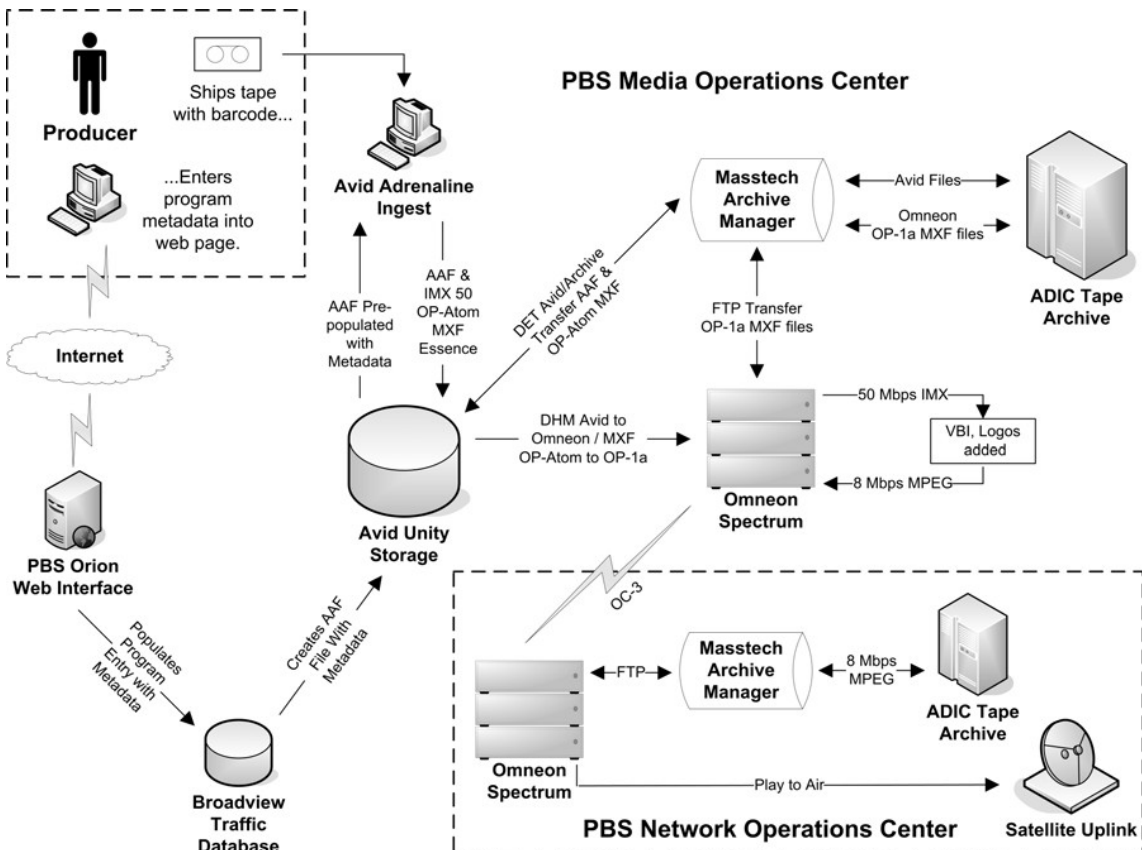 Producer
Ships tape
with barcode...
...Enters
program
metadata into
web page.
Internet
PBS Orion
Web Interface
Populates
Program
Entry with
Metadata
Broadview
Traffic
Database
Creates AAF
File With
Metadata
PBS Media Operations Center
Avid Adrenaline
Ingest
AAF Pre-
populated
with
Metadata
AAF &
IMX 50
OP-Atom
MXF
Essence
Avid Unity
Storage
DET Avid/Archive
Transfer AAF &
OP-Atom MXF
DHM Avid to
Omneon / MXF
OP-Atom to OP-1a
Masstech
Archive
Manager
Avid Files
Omneon
OP-1a MXF files
ADIC Tape
Archive
FTP Transfer
OP-1a MXF files
50 Mbps IMX
VBI, Logos
added
8 Mbps MPEG
Omneon
Spectrum
OC-3
Omneon
Spectrum
FTP
Masstech
Archive
Manager
8 Mbps
MPEG
ADIC Tape
Archive
Play to Air
Satellite Uplink
PBS Network Operations Center